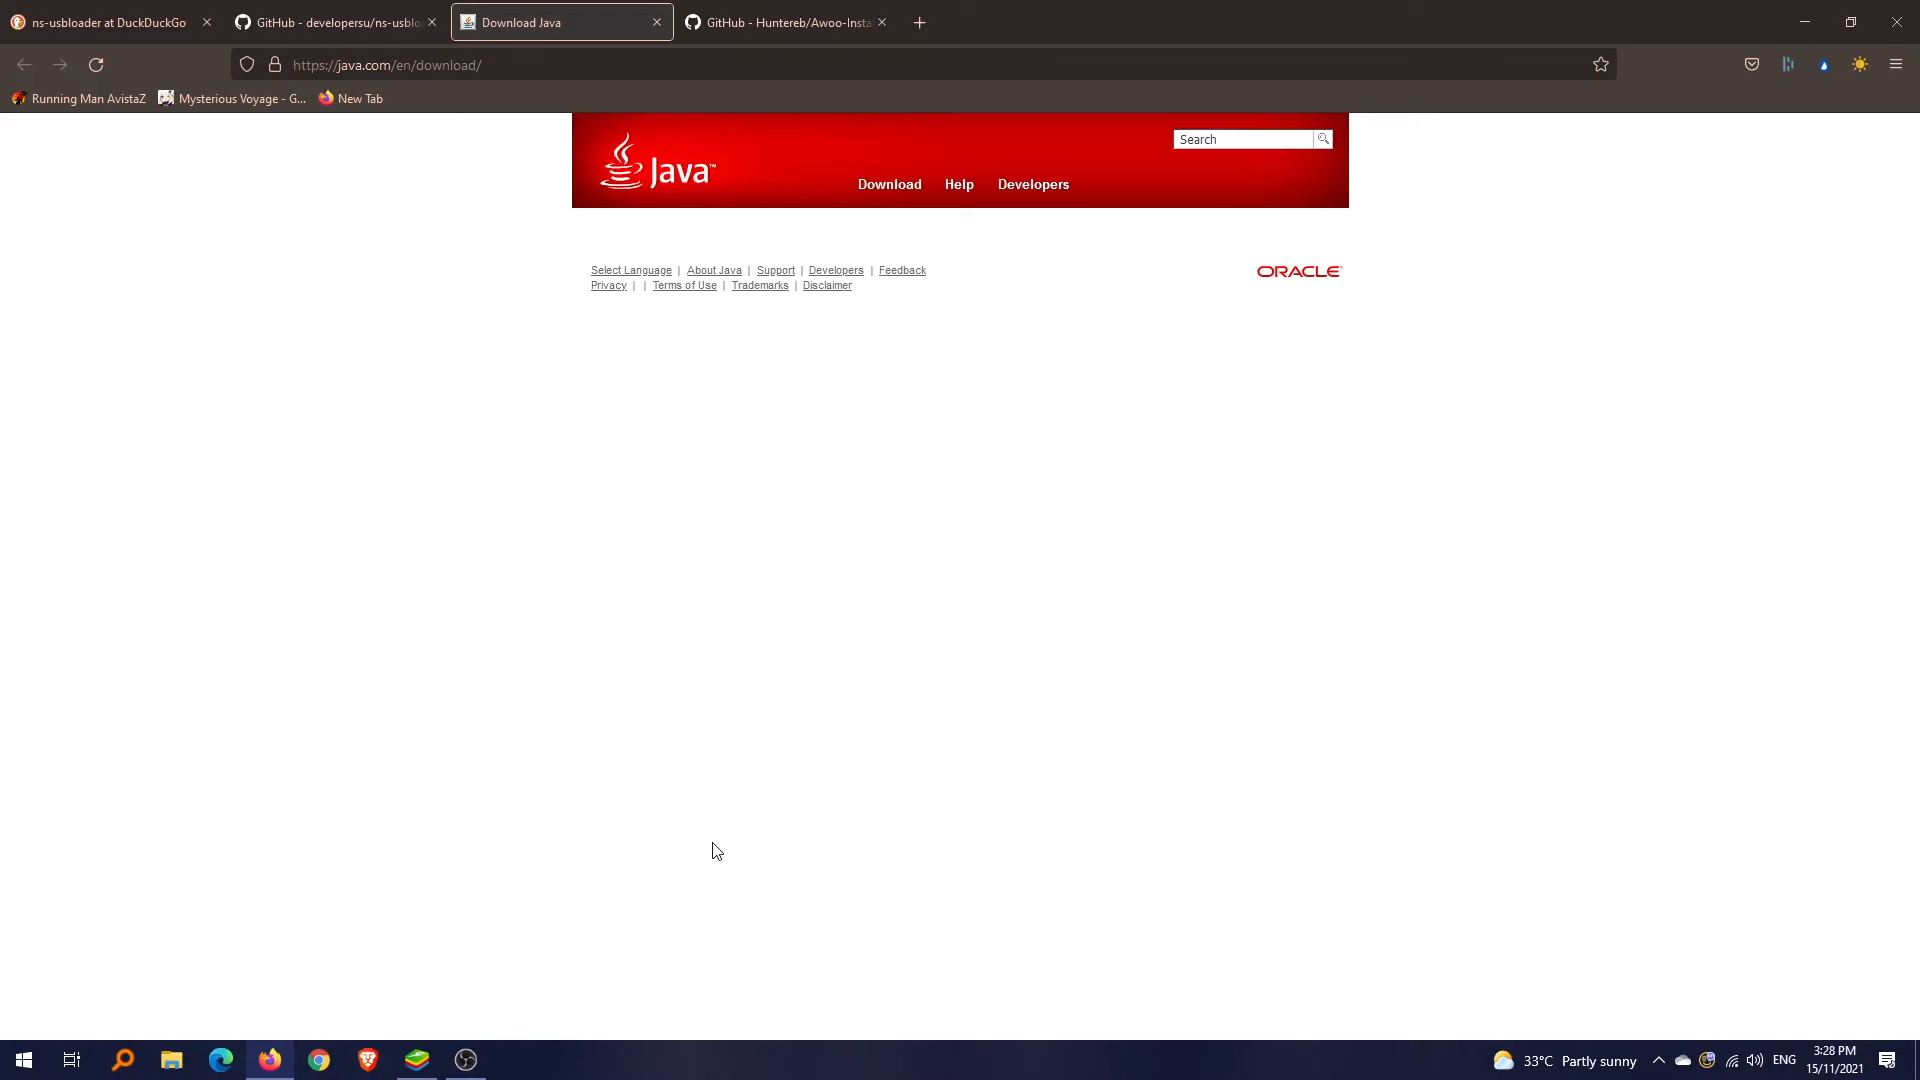 ns-usbloader at DuckDuckGo
GitHub - developersu/ns-usblo
Download Java
GitHub - Huntereb/Awoo-Insta
https://java.com/en/download/
Running Man AvistaZ
Mysterious Voyage - G...
New Tab
Java™
Download Help Developers
Search
Select Language | About Java | Support | Developers | Feedback
Privacy | | Terms of Use | Trademarks | Disclaimer
ORACLE
33°C Partly sunny
ENG
3:28 PM
15/11/2021